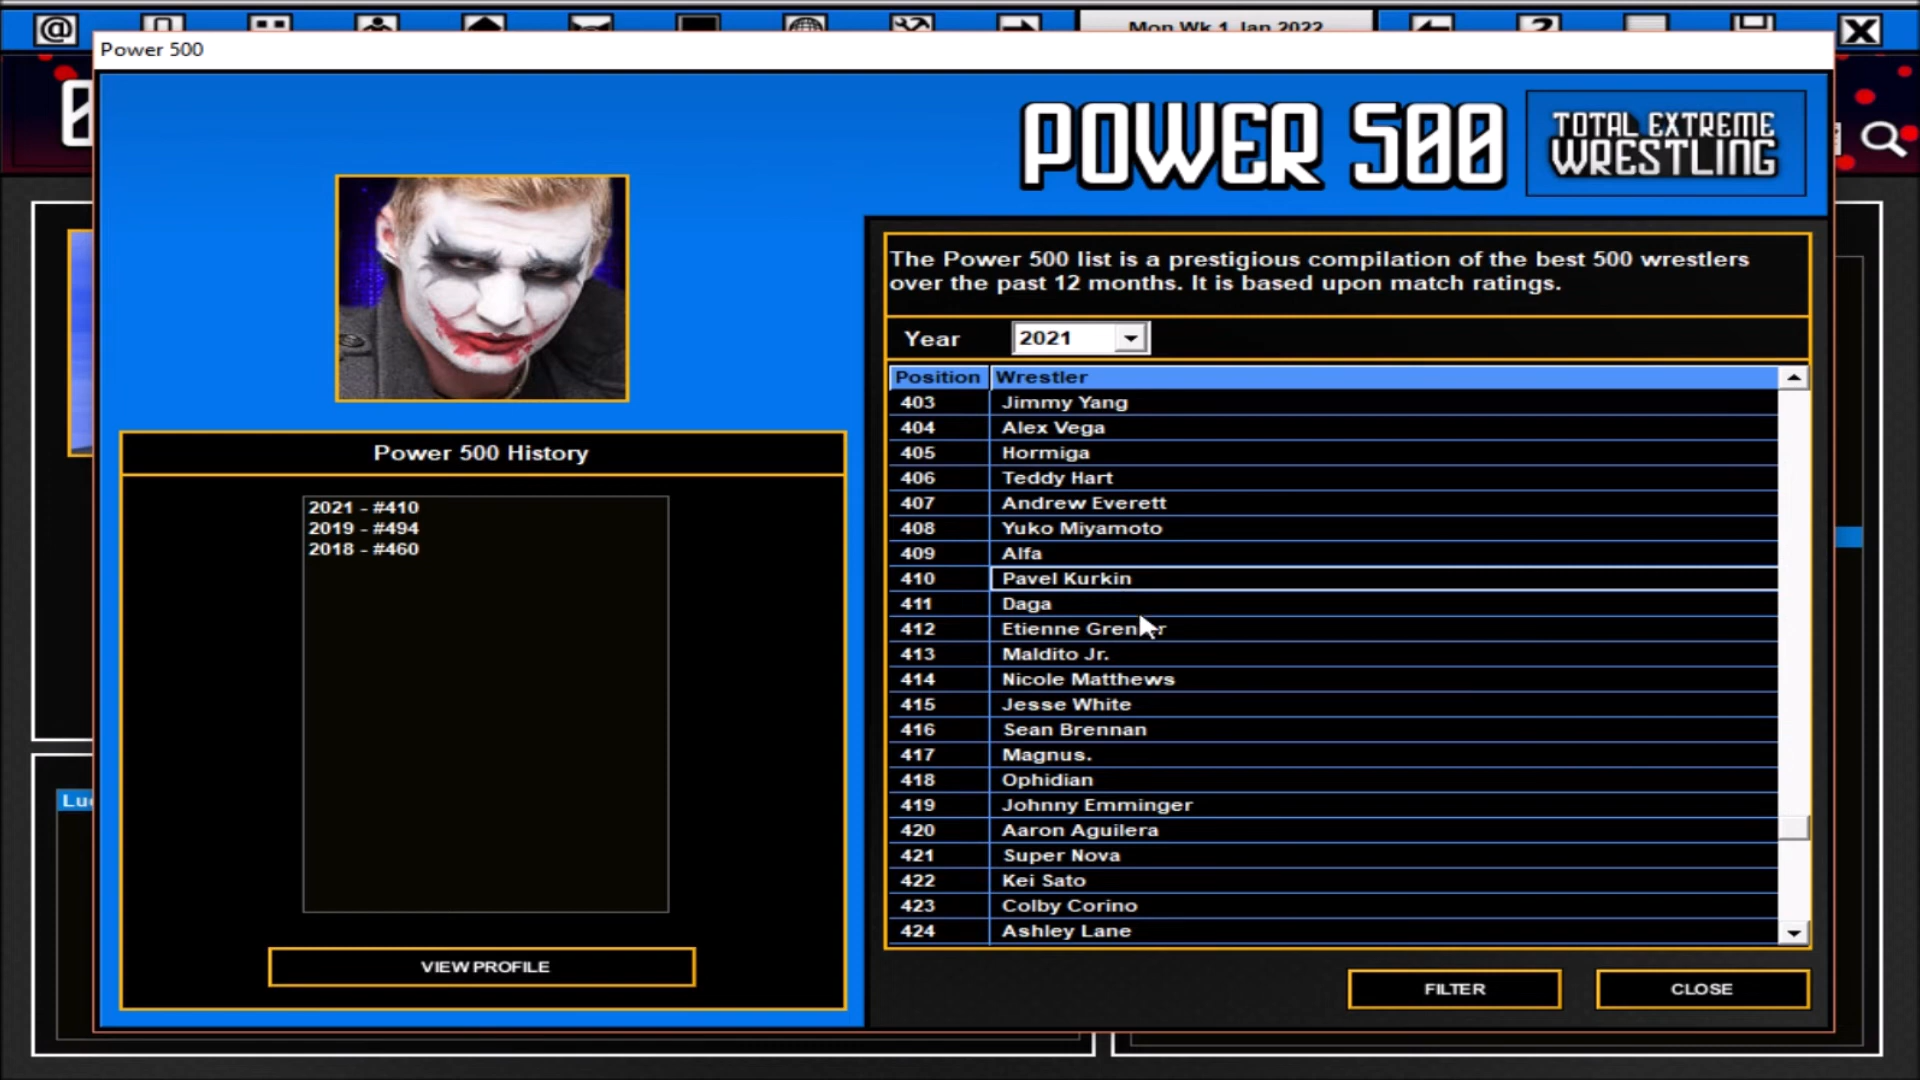 Mon Wk 1 Jan 2022
Power 500
POWER 500
TOTAL EXTREME
WRESTLING
The Power 500 list is a prestigious compilation of the best 500 wrestlers
over the past 12 months. It is based upon match ratings.
Year 2021
Position Wrestler
403 Jimmy Yang
404 Alex Vega
405 Hormiga
406 Teddy Hart
407 Andrew Everett
408 Yuko Miyamoto
409 Alfa
410 Pavel Kurkin
411 Daga
412 Etienne
413 Maldito Jr.
414 Nicole Matthews
415 Jesse White
416 Sean Brennan
417 Magnus.
418 Ophidian
419 Johnny Emminger
420 Aaron Aguilera
421 Super Nova
422 Kei Sato
423 Colby Corino
424 Ashley Lane
Power 500 History
2021 - #410
2019 - #494
2018 - #460
VIEW PROFILE
FILTER
CLOSE